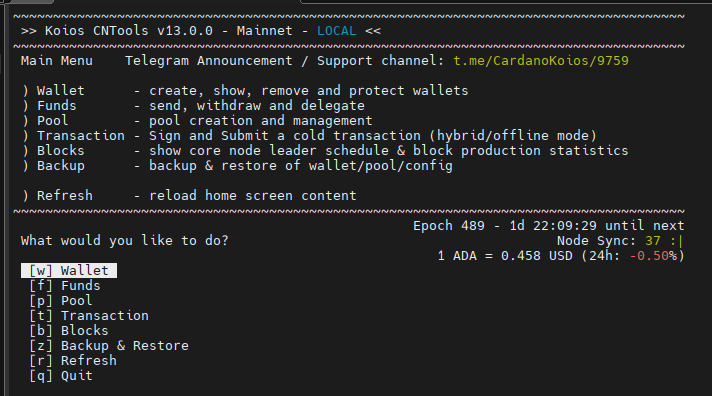 ~~~~~~~~~~~~~~~~~~~~~~~~~~~~~~~~~~~~~~~~~~~~~~~~~~~~~~~~~~~~~~~~~~~~~~~~~~~~~~~~~~~~
>> Koios CNTools v13.0.0 - Mainnet - LOCAL <<
~~~~~~~~~~~~~~~~~~~~~~~~~~~~~~~~~~~~~~~~~~~~~~~~~~~~~~~~~~~~~~~~~~~~~~~~~~~~~~~~~~~~
Main Menu    Telegram Announcement / Support channel: t.me/CardanoKoios/9759
) Wallet      - create, show, remove and protect wallets
) Funds       - send, withdraw and delegate
) Pool        - pool creation and management
) Transaction - Sign and Submit a cold transaction (hybrid/offline mode)
) Blocks      - show core node leader schedule & block production statistics
) Backup      - backup & restore of wallet/pool/config
) Refresh     - reload home screen content
~~~~~~~~~~~~~~~~~~~~~~~~~~~~~~~~~~~~~~~~~~~~~~~~~~~~~~~~~~~~~~~~~~~~~~~~~~~~~~~~~~~~
Epoch 489 - 1d 22:09:29 until next
What would you like to do?                                         Node Sync: 37 :|
1 ADA = 0.458 USD (24h: -0.50%)
[w] Wallet
[f] Funds
[p] Pool
[t] Transaction
[b] Blocks
[z] Backup & Restore
[r] Refresh
[q] Quit